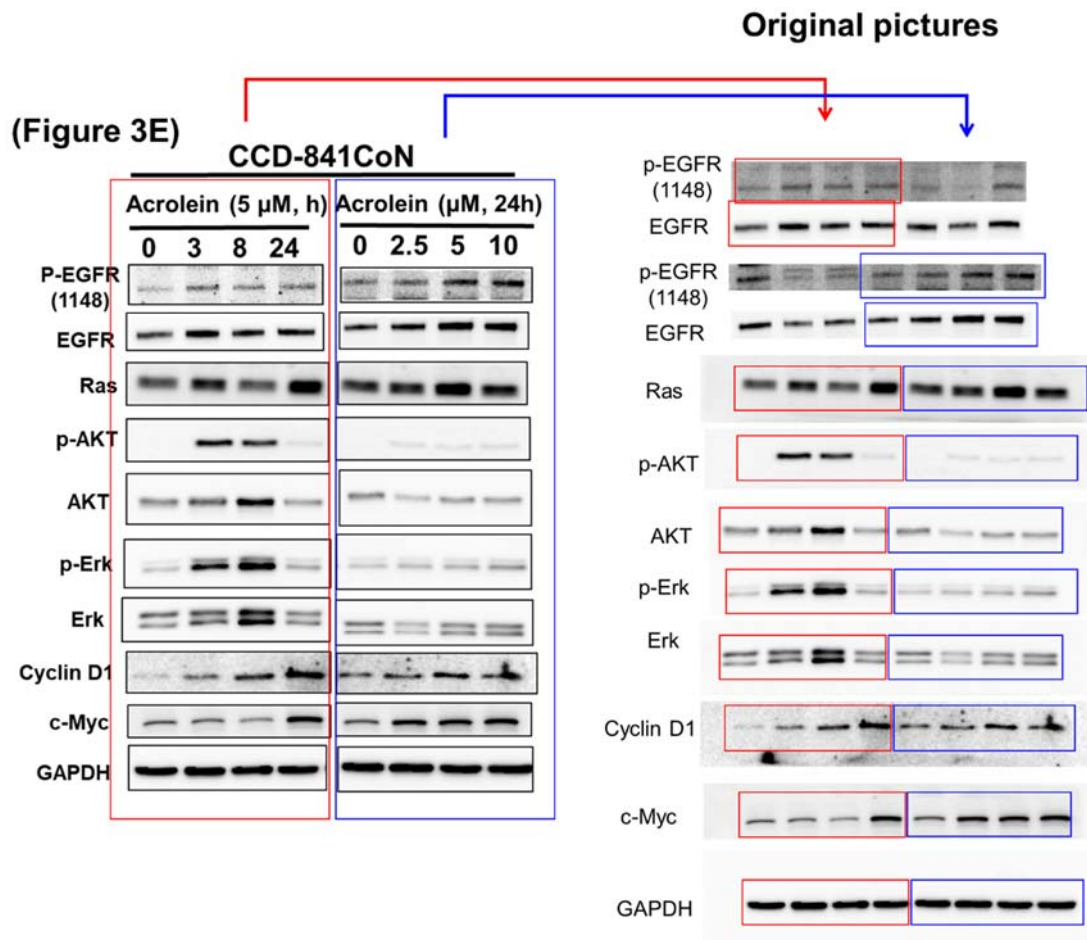 Original pictures
(Figure 3E)
CCD-841CoN
Acrolein (5 µM, h) Acrolein (µM, 24h)
0 3 8 24 0 2.5 5 10
P-EGFR
(1148)
EGFR
Ras
p-AKT
AKT
p-Erk
Erk
Cyclin D1
c-Myc
GAPDH
p-EGFR
(1148)
EGFR
p-EGFR
(1148)
EGFR
Ras
p-AKT
AKT
p-Erk
Erk
Cyclin D1
c-Myc
GAPDH